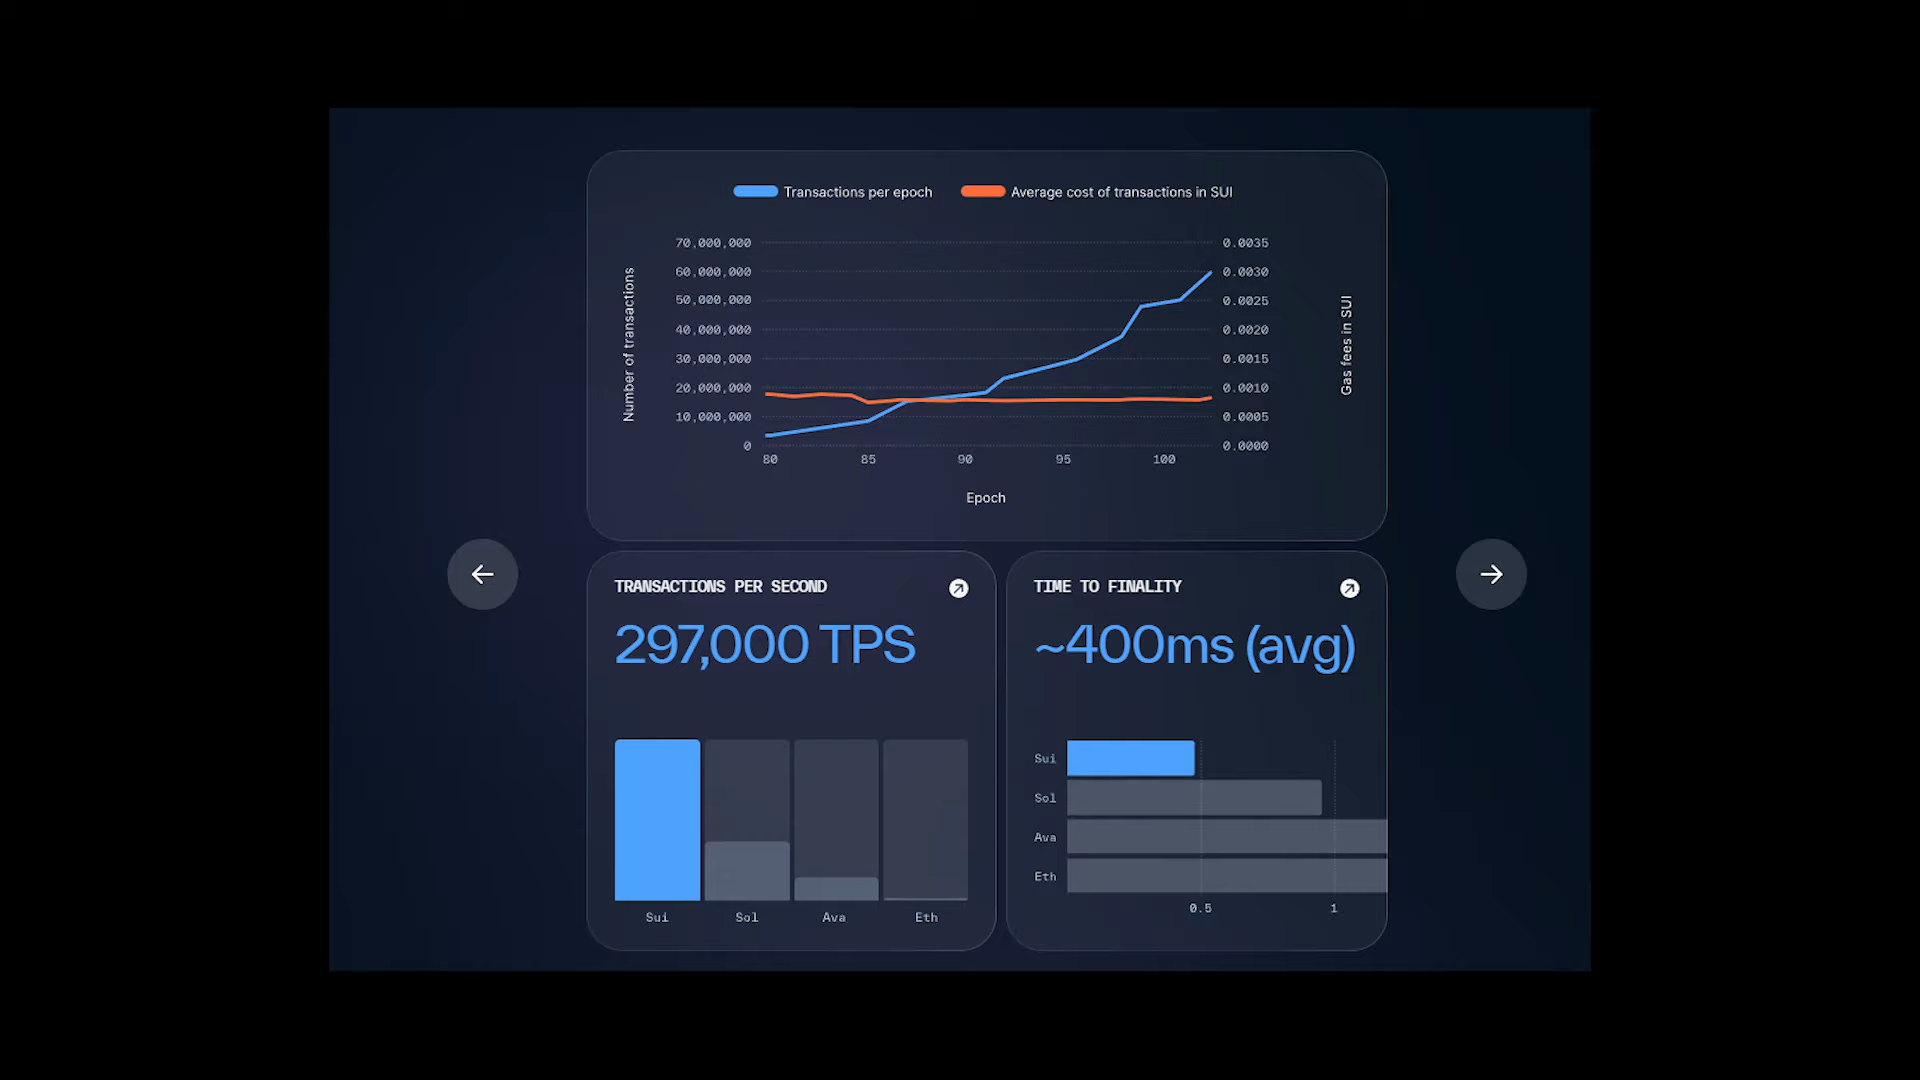 Transactions per epoch
Average cost of transactions in SUI
Number of transactions
70,000,000
60,000,000
50,000,000
40,000,000
30,000,000
20,000,000
10,000,000
0
0.0035
0.0030
0.0025
0.0020
0.0015
0.0010
0.0005
0.0000
Gas fees in SUI
80 85 90 95 100
Epoch
TRANSACTIONS PER SECOND
297,000 TPS
Sui Sol Ava Eth
TIME TO FINALITY
~400ms (avg)
Sui
Sol
Ava
Eth
0.5 1